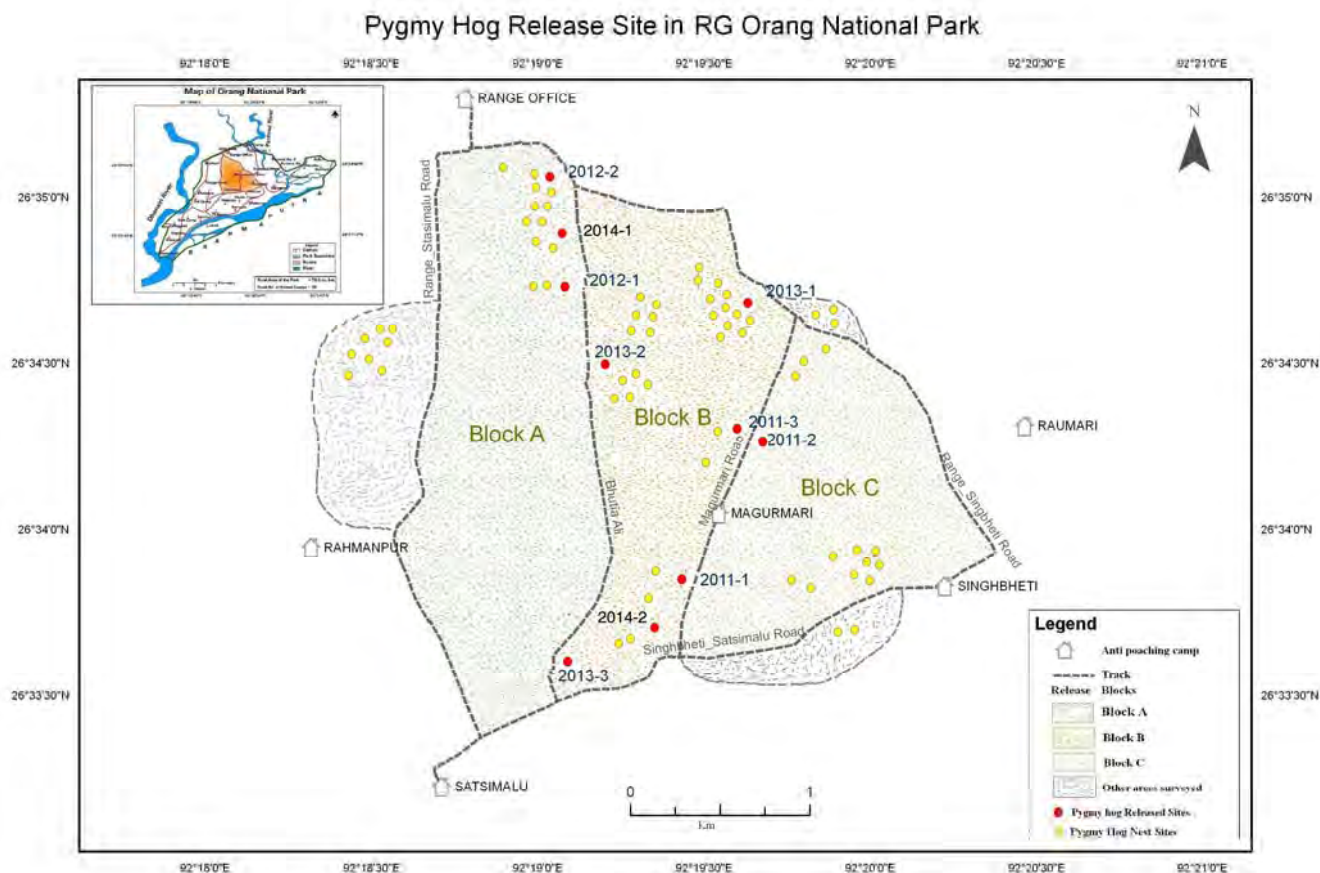 Pygmy Hog Release Site in RG Orang National Park
92°18'0"E 92°18'30"E 92°19'0"E 92°19'30"E 92°20'0"E 92°20'30"E 92°21'0"E
Map of Orang National Park
Dhansiri River
RANGE OFFICE
N
26°35'0"N 26°35'0"N
Range_Stasimalu Road
2012-2
2014-1
2012-1
2013-1
26°34'30"N 26°34'30"N
2013-2
Block A
Block B
2011-3
2011-2
Block C
RAUMARI
Bhutia Ali
Magurmari Road
MAGURMARI
Range_Singbheti Road
26°34'0"N 26°34'0"N
RAHMANPUR
2011-1
SINGHBHETI
2014-2
Singhbheti_Satsimalu Road
2013-3
26°33'30"N 26°33'30"N
SATSIMALU
0 1
Km
Legend
Anti poaching camp
Track
Release Blocks
Block A
Block B
Block C
Other areas surveyed
Pygmy hog Released Sites
Pygmy Hog Nest Sites
92°18'0"E 92°18'30"E 92°19'0"E 92°19'30"E 92°20'0"E 92°20'30"E 92°21'0"E